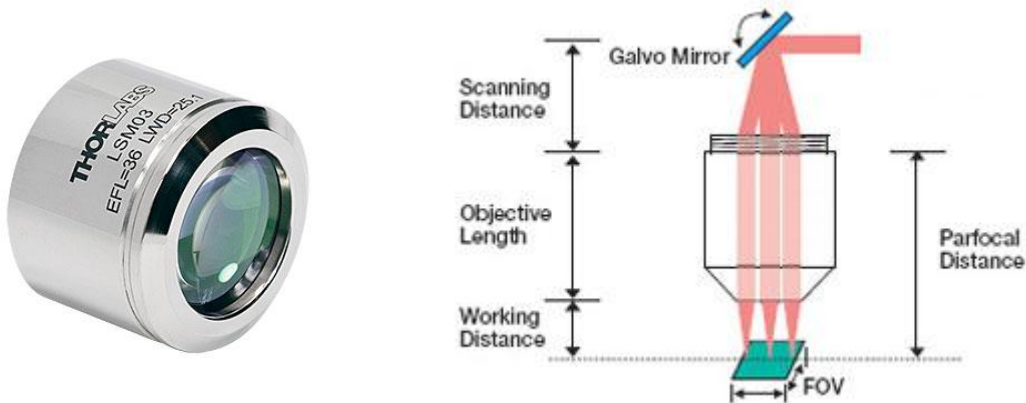 THORLABS
LSM03
EFL=36 LWD=25.1
Galvo Mirror
Scanning
Distance
Objective
Length
Parfocal
Distance
Working
Distance
FOV